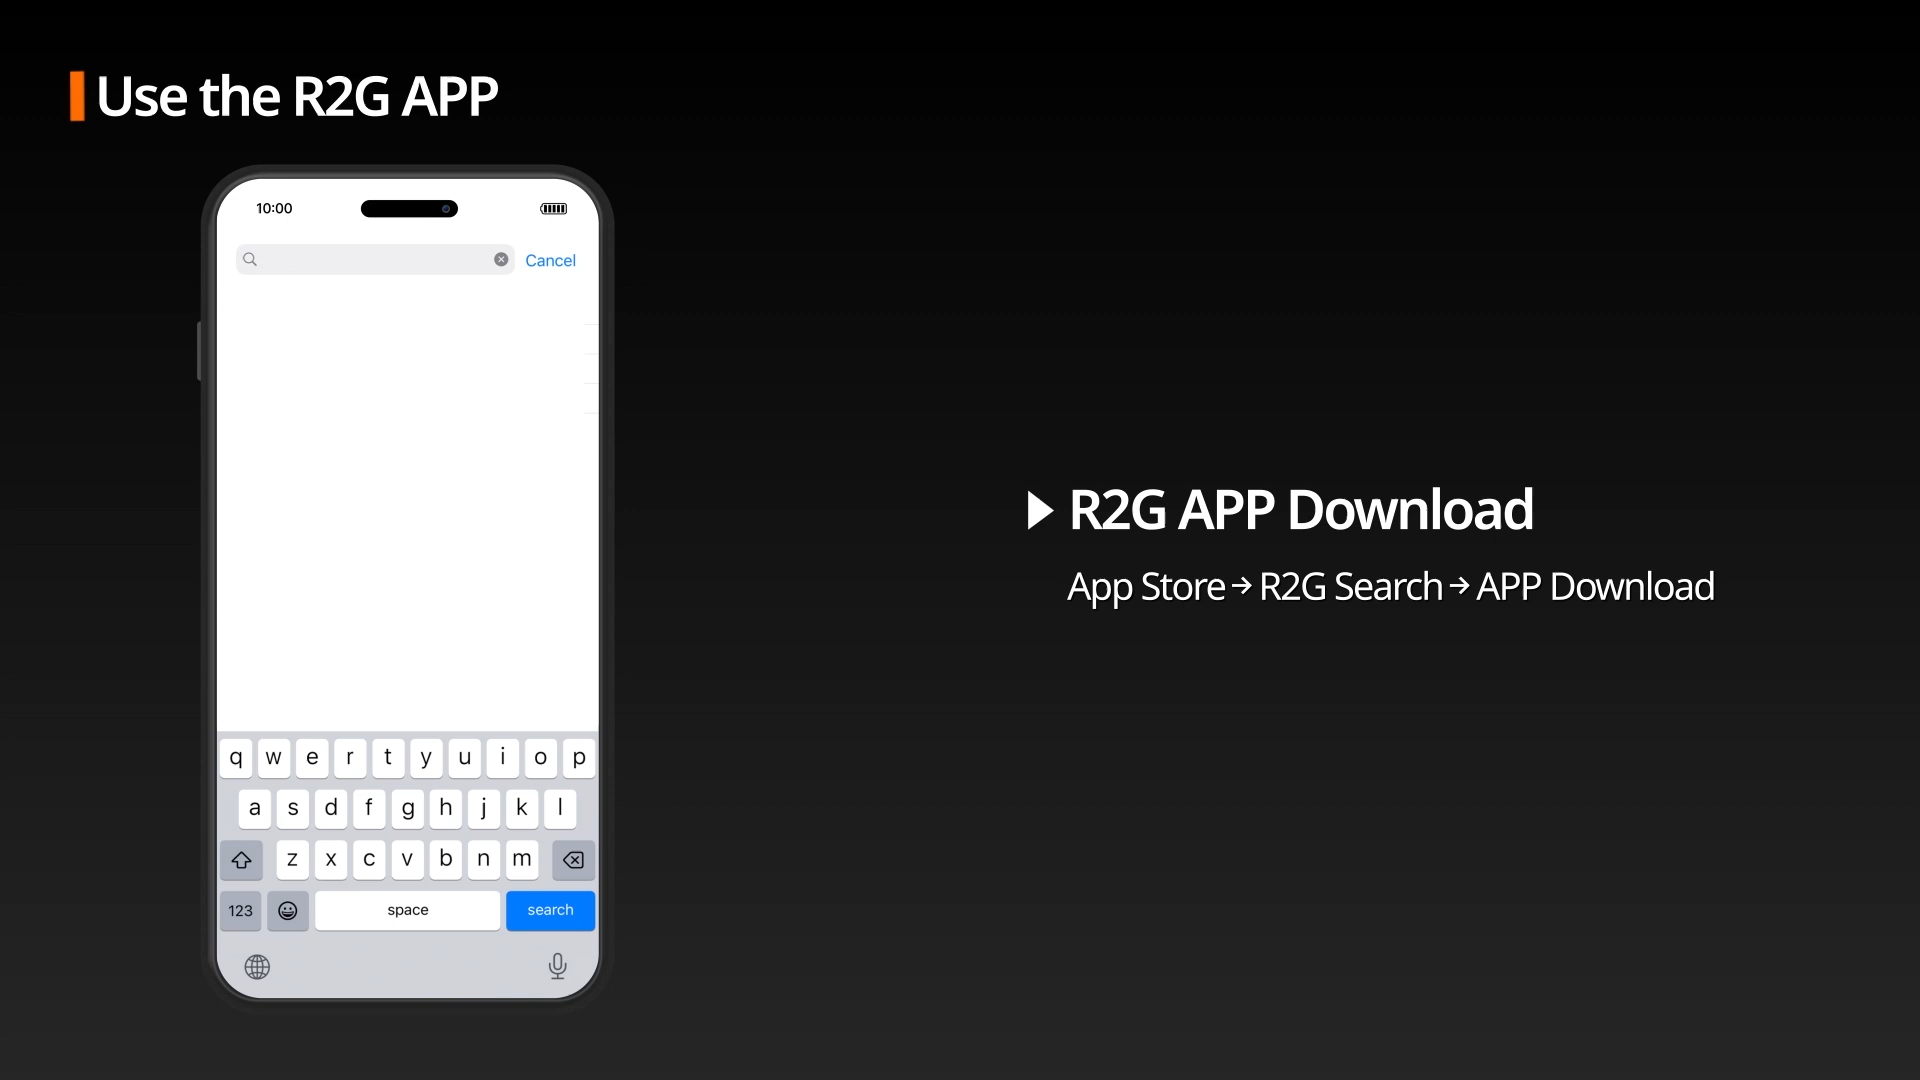 Use the R2G APP
10:00
Cancel
q w e r t y u i o p
a s d f g h j k l
z x c v b n m
123 space search
R2G APP Download
App Store → R2G Search → APP Download